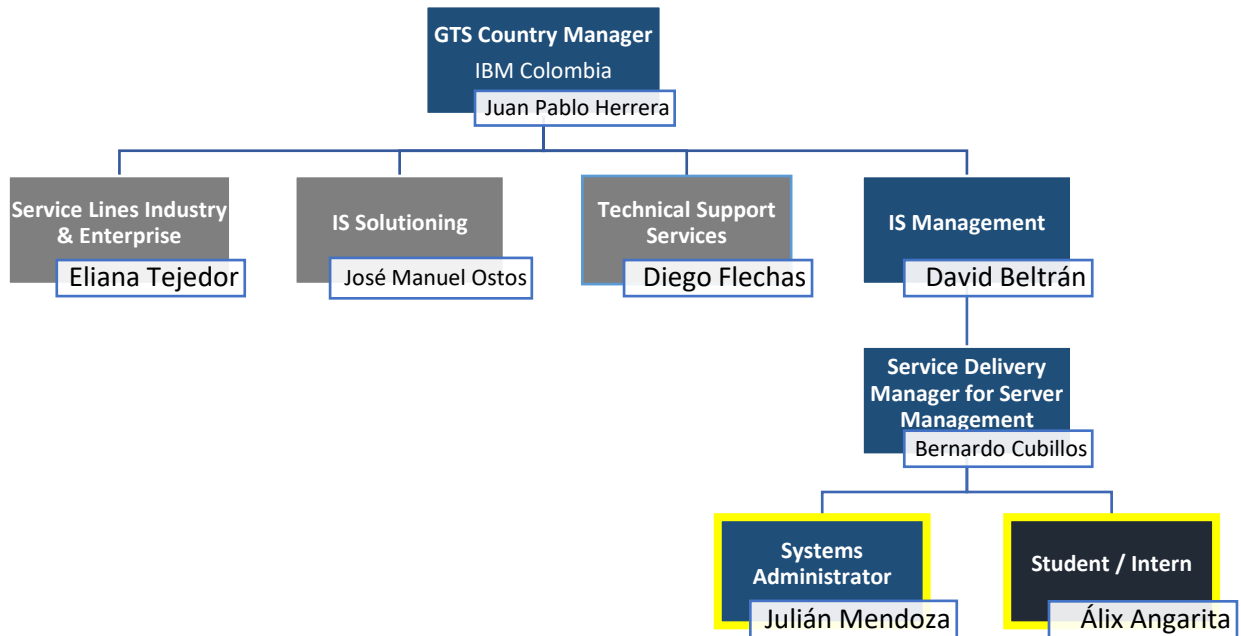 GTS Country Manager
IBM Colombia
Juan Pablo Herrera
Service Lines Industry
& Enterprise
Eliana Tejedor
IS Solutioning
José Manuel Ostos
Technical Support
Services
Diego Flechas
IS Management
David Beltrán
Service Delivery
Manager for Server
Management
Bernardo Cubillos
Systems
Administrator
Julián Mendoza
Student / Intern
Álix Angarita